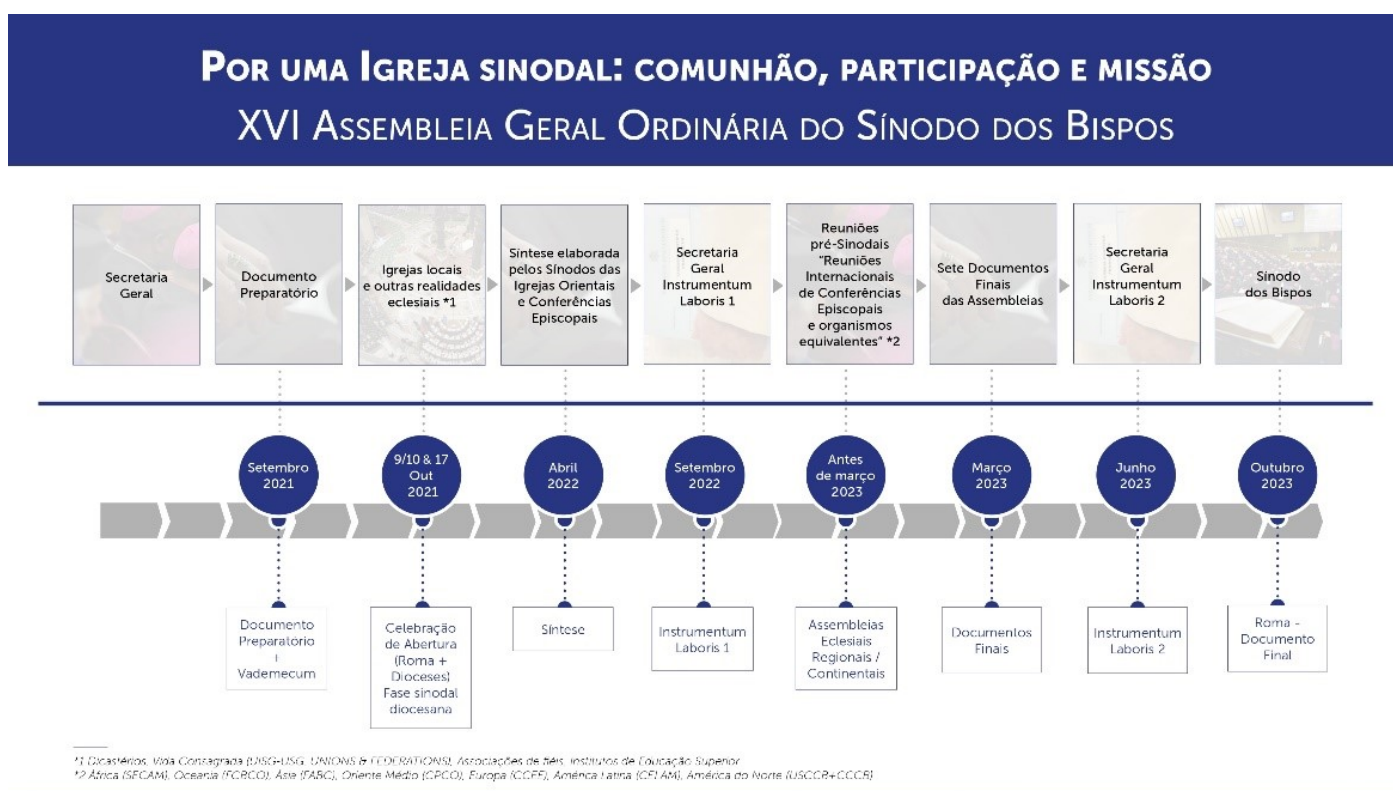 Por uma Igreja sinodal: comunhão, participação e missão
XVI Assembleia Geral Ordinária do Sínodo dos Bispos
Secretaria
Geral
Documento
Preparatório
Igrejas locais
e outras realidades
eclesiais *1
Síntese elaborada
pelos Sínodos das
Igrejas Orientais
e Conferências
Episcopais
Secretaria
Geral
Instrumentum
Laboris 1
Reuniões
pré-Sinodais
“Reuniões
Internacionais
de Conferências
Episcopais
e organismos
equivalentes” *2
Sete Documentos
Finais
das Assembleias
Secretaria
Geral
Instrumentum
Laboris 2
Sínodo
dos Bispos
Setembro
2021
9/10 & 17
Out
2021
Abril
2022
Setembro
2022
Antes
de março
2023
Março
2023
Junho
2023
Outubro
2023
Documento
Preparatório
+
Vademecum
Celebração
de Abertura
(Roma +
Dioceses)
Fase sinodal
diocesana
Síntese
Instrumentum
Laboris 1
Assembleias
Eclesiais
Regionais /
Continentais
Documentos
Finais
Instrumentum
Laboris 2
Roma -
Documento
Final
*1 Dicastérios, Vida Consagrada (UISG-USG, UNIONS & FEDERATIONS), Associações de fiéis, Institutos de Educação Superior
*2 África (SECAM), Oceania (FCBCO), Ásia (FABC), Oriente Médio (CPCO), Europa (CCEE), América Latina (CELAM), América do Norte (USCCB+CCCB)